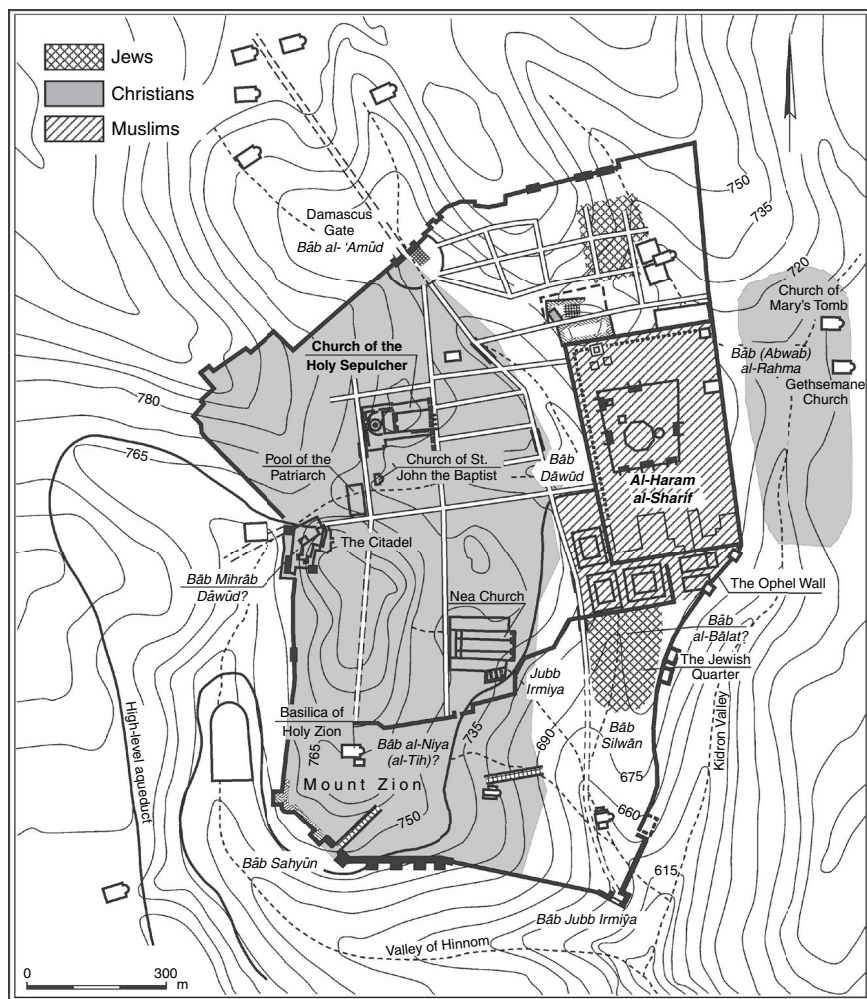 Jews
Christians
Muslims
Damascus
Gate
Bāb al- ‘Amūd
750
735
720
Church of
Mary's Tomb
Bāb (Abwab)
al-Rahma
Gethsemane
Church
Church of the
Holy Sepulcher
780
765
Pool of the
Patriarch
Church of St.
John the Baptist
Bāb
Dāwūd
Al-Haram
al-Sharif
The Citadel
Bāb Mihrāb
Dāwūd?
Nea Church
The Ophel Wall
Bāb
al-Bālat?
The Jewish
Quarter
Jubb
Irmiya
High-level aqueduct
Basilica of
Holy Zion
765
Bāb al-Niya
(al-Tih)?
735
690
Bāb
Silwān
675
660
Kidron Valley
Mount Zion
750
Bāb Sahyūn
615
Bāb Jubb Irmiȳa
Valley of Hinnom
0 300
m